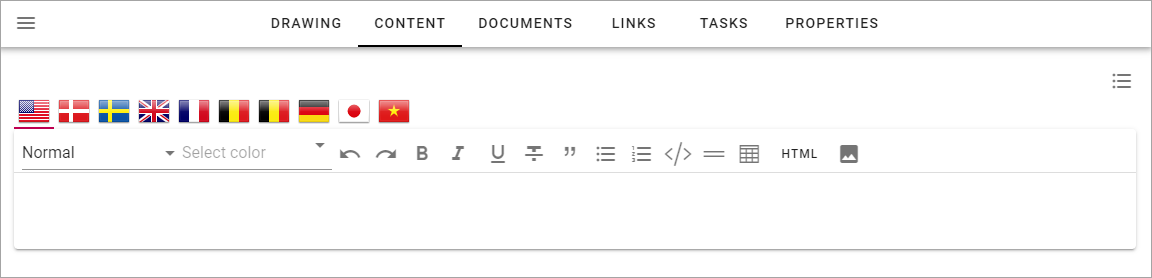 DRAWING CONTENT DOCUMENTS LINKS TASKS PROPERTIES
Normal Select color B I U HTML